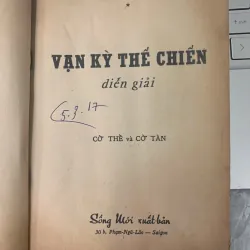 VẠN KỲ THẾ CHIẾN
diễn giải
5.3.17
CỜ THẾ và CỜ TÀN
Sống Mới xuất bản
30 b, Phạm-Ngũ-Lão — Saigon